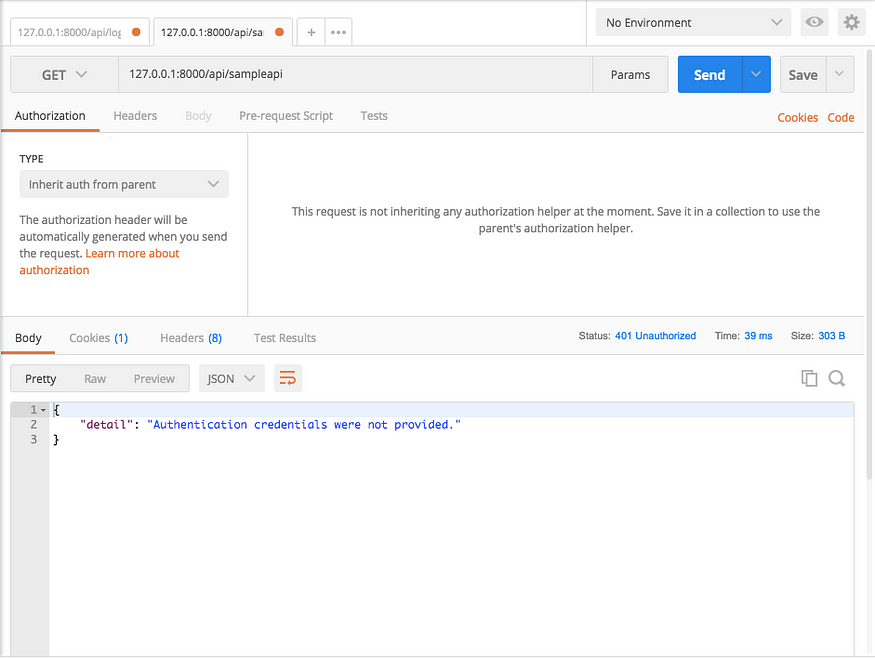 127.0.0.1:8000/api/log
127.0.0.1:8000/api/sa
+
•••
No Environment
GET
127.0.0.1:8000/api/sampleapi
Params
Send
Save
Authorization
Headers
Body
Pre-request Script
Tests
Cookies
Code
TYPE
Inherit auth from parent
The authorization header will be
automatically generated when you send
the request. Learn more about
authorization
This request is not inheriting any authorization helper at the moment. Save it in a collection to use the
parent's authorization helper.
Body
Cookies (1)
Headers (8)
Test Results
Status: 401 Unauthorized
Time: 39 ms
Size: 303 B
Pretty
Raw
Preview
JSON
1 {
2 "detail": "Authentication credentials were not provided."
3 }